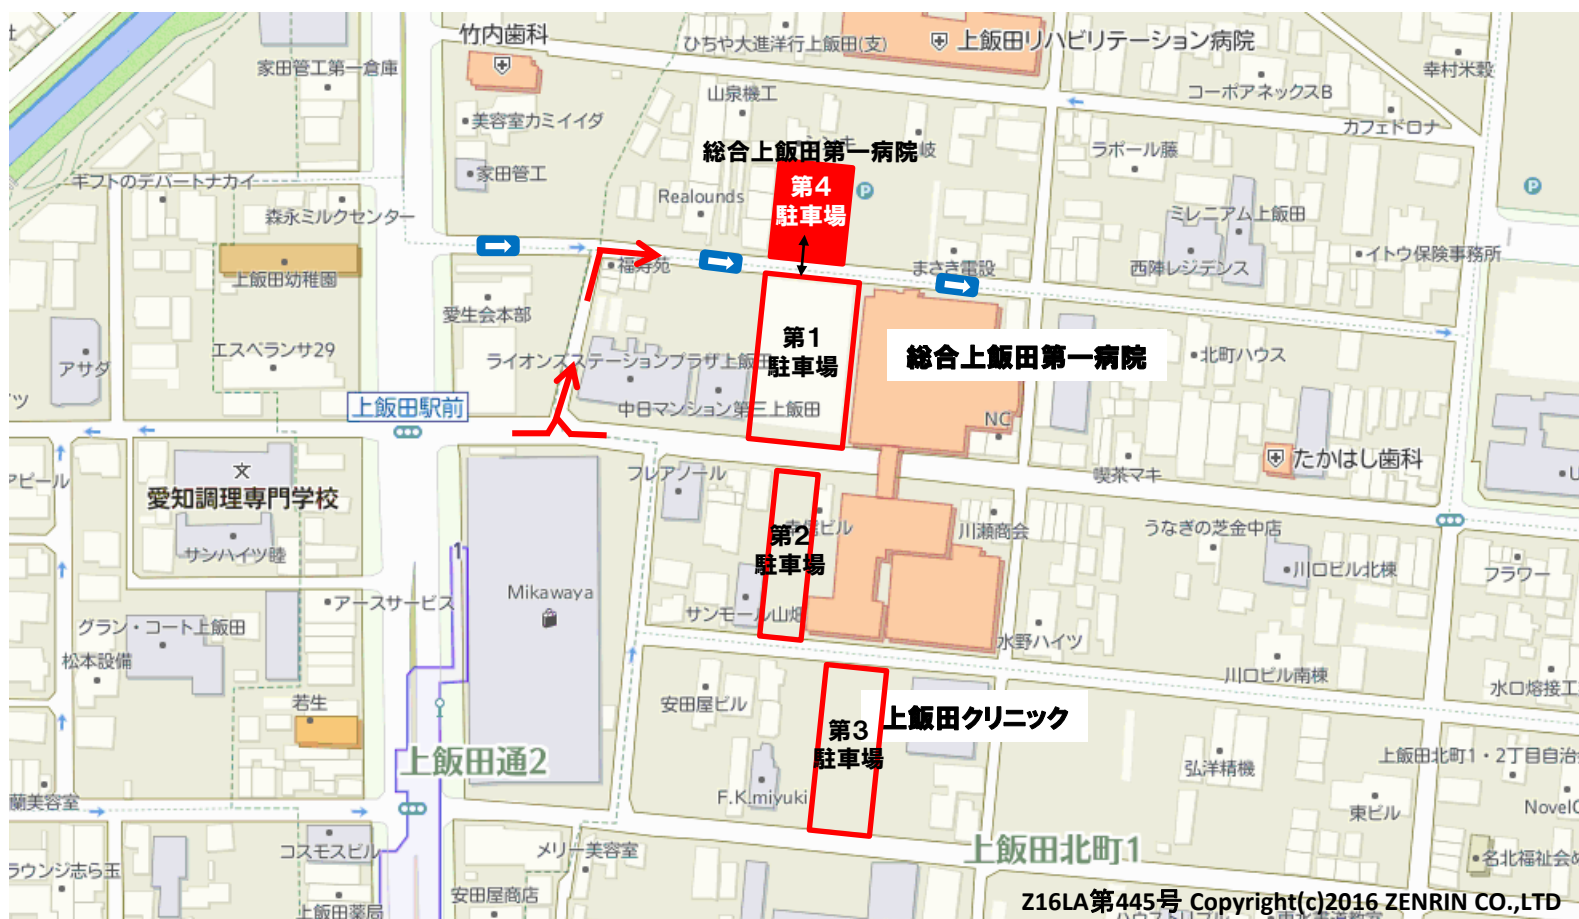 竹内歯科
家田管工第一倉庫
ひちや大進洋行上飯田(支)
上飯田リハビリテーション病院
幸村米穀
コーポアネックスB
カフェドロナ
山泉機工
美容室カミイイダ
総合上飯田第一病院
岐
ラポール藤
家田管工
ギフトのデパートナカイ
Realounds
第4
駐車場
P
P
森永ミルクセンター
ミレニアム上飯田
イトウ保険事務所
上飯田幼稚園
福寿苑
まさき電設
西陣レジデンス
愛生会本部
エスペランサ29
アサダ
ライオンズステーションプラザ上飯田
第1
駐車場
総合上飯田第一病院
北町ハウス
上飯田駅前
中日マンション第三上飯田
NC
たかはし歯科
喫茶マキ
アピール
文
愛知調理専門学校
フレアノール
サンハイツ睦
第2
駐車場
ビル
川瀬商会
うなぎの芝金中店
川口ビル北棟
フラワー
1
Mikawaya
アースサービス
サンモール山畑
グラン・コート上飯田
松本設備
水野ハイツ
川口ビル南棟
水口熔接工
若生
安田屋ビル
第3
駐車場
上飯田クリニック
上飯田通2
弘洋精機
上飯田北町1・2丁目自治
F.K.miyuki
東ビル
NovelC
蘭美容室
コスモスビル
メリー美容室
上飯田北町1
名北福祉会め
ラウンジ志ら玉
安田屋商店
上飯田薬局
Z16LA第445号 Copyright(c)2016 ZENRIN CO.,LTD